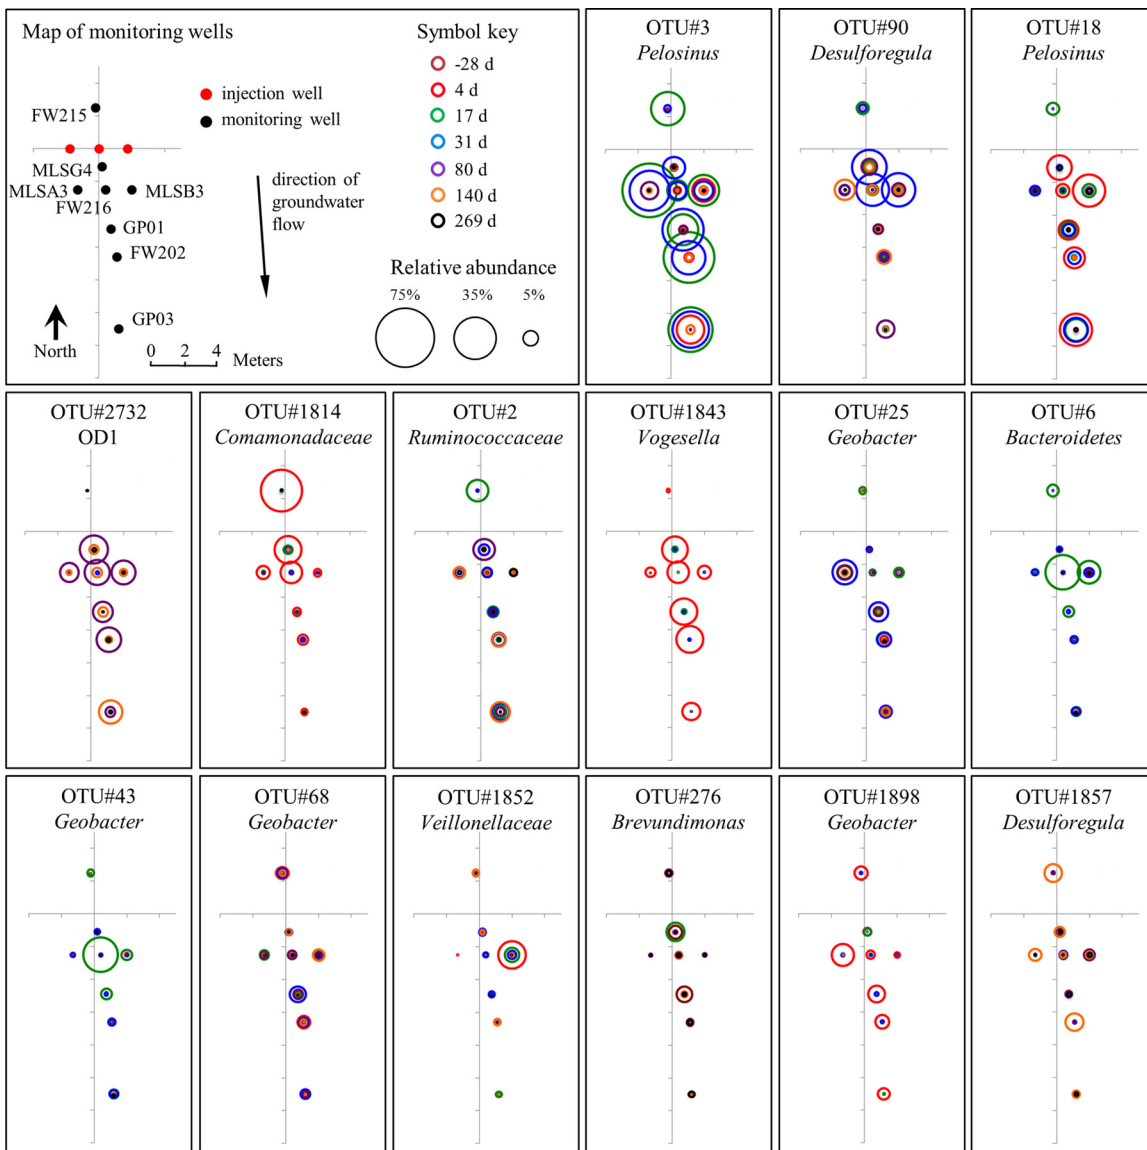 Map of monitoring wells
Symbol key
-28 d
4 d
17 d
31 d
80 d
140 d
269 d
injection well
monitoring well
FW215
MLSG4
MLSA3
MLSB3
FW216
GP01
FW202
GP03
direction of
groundwater
flow
Relative abundance
75%
35%
5%
North
0 2 4
Meters
OTU#3
Pelosinus
OTU#90
Desulforegula
OTU#18
Pelosinus
OTU#2732
OD1
OTU#1814
Comamonadaceae
OTU#2
Ruminococcaceae
OTU#1843
Vogesella
OTU#25
Geobacter
OTU#6
Bacteroidetes
OTU#43
Geobacter
OTU#68
Geobacter
OTU#1852
Veillonellaceae
OTU#276
Brevundimonas
OTU#1898
Geobacter
OTU#1857
Desulforegula